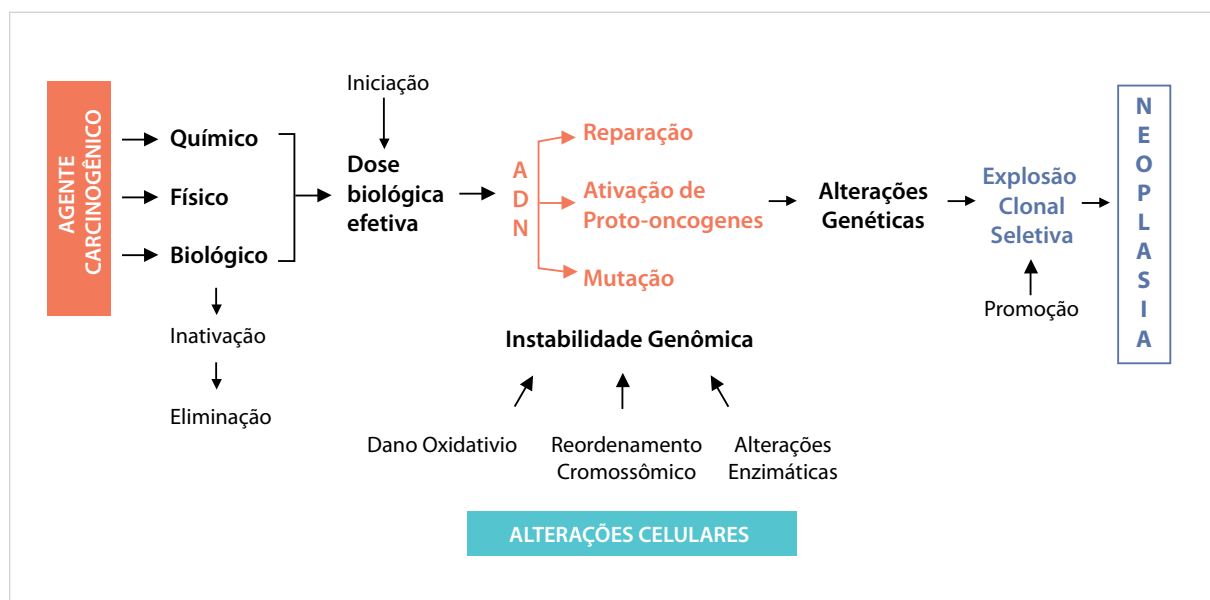 AGENTE
CARCINOGÊNICO
Químico
Físico
Biológico
Inativação
Eliminação
Iniciação
Dose
biológica
efetiva
A
D
N
Reparação
Ativação de
Proto-oncogenes
Mutação
Alterações
Genéticas
Explosão
Clonal
Seletiva
Promoção
N
E
O
P
L
A
S
I
A
Instabilidade Genômica
Dano Oxidativio
Reordenamento
Cromossômico
Alterações
Enzimáticas
ALTERAÇÕES CELULARES